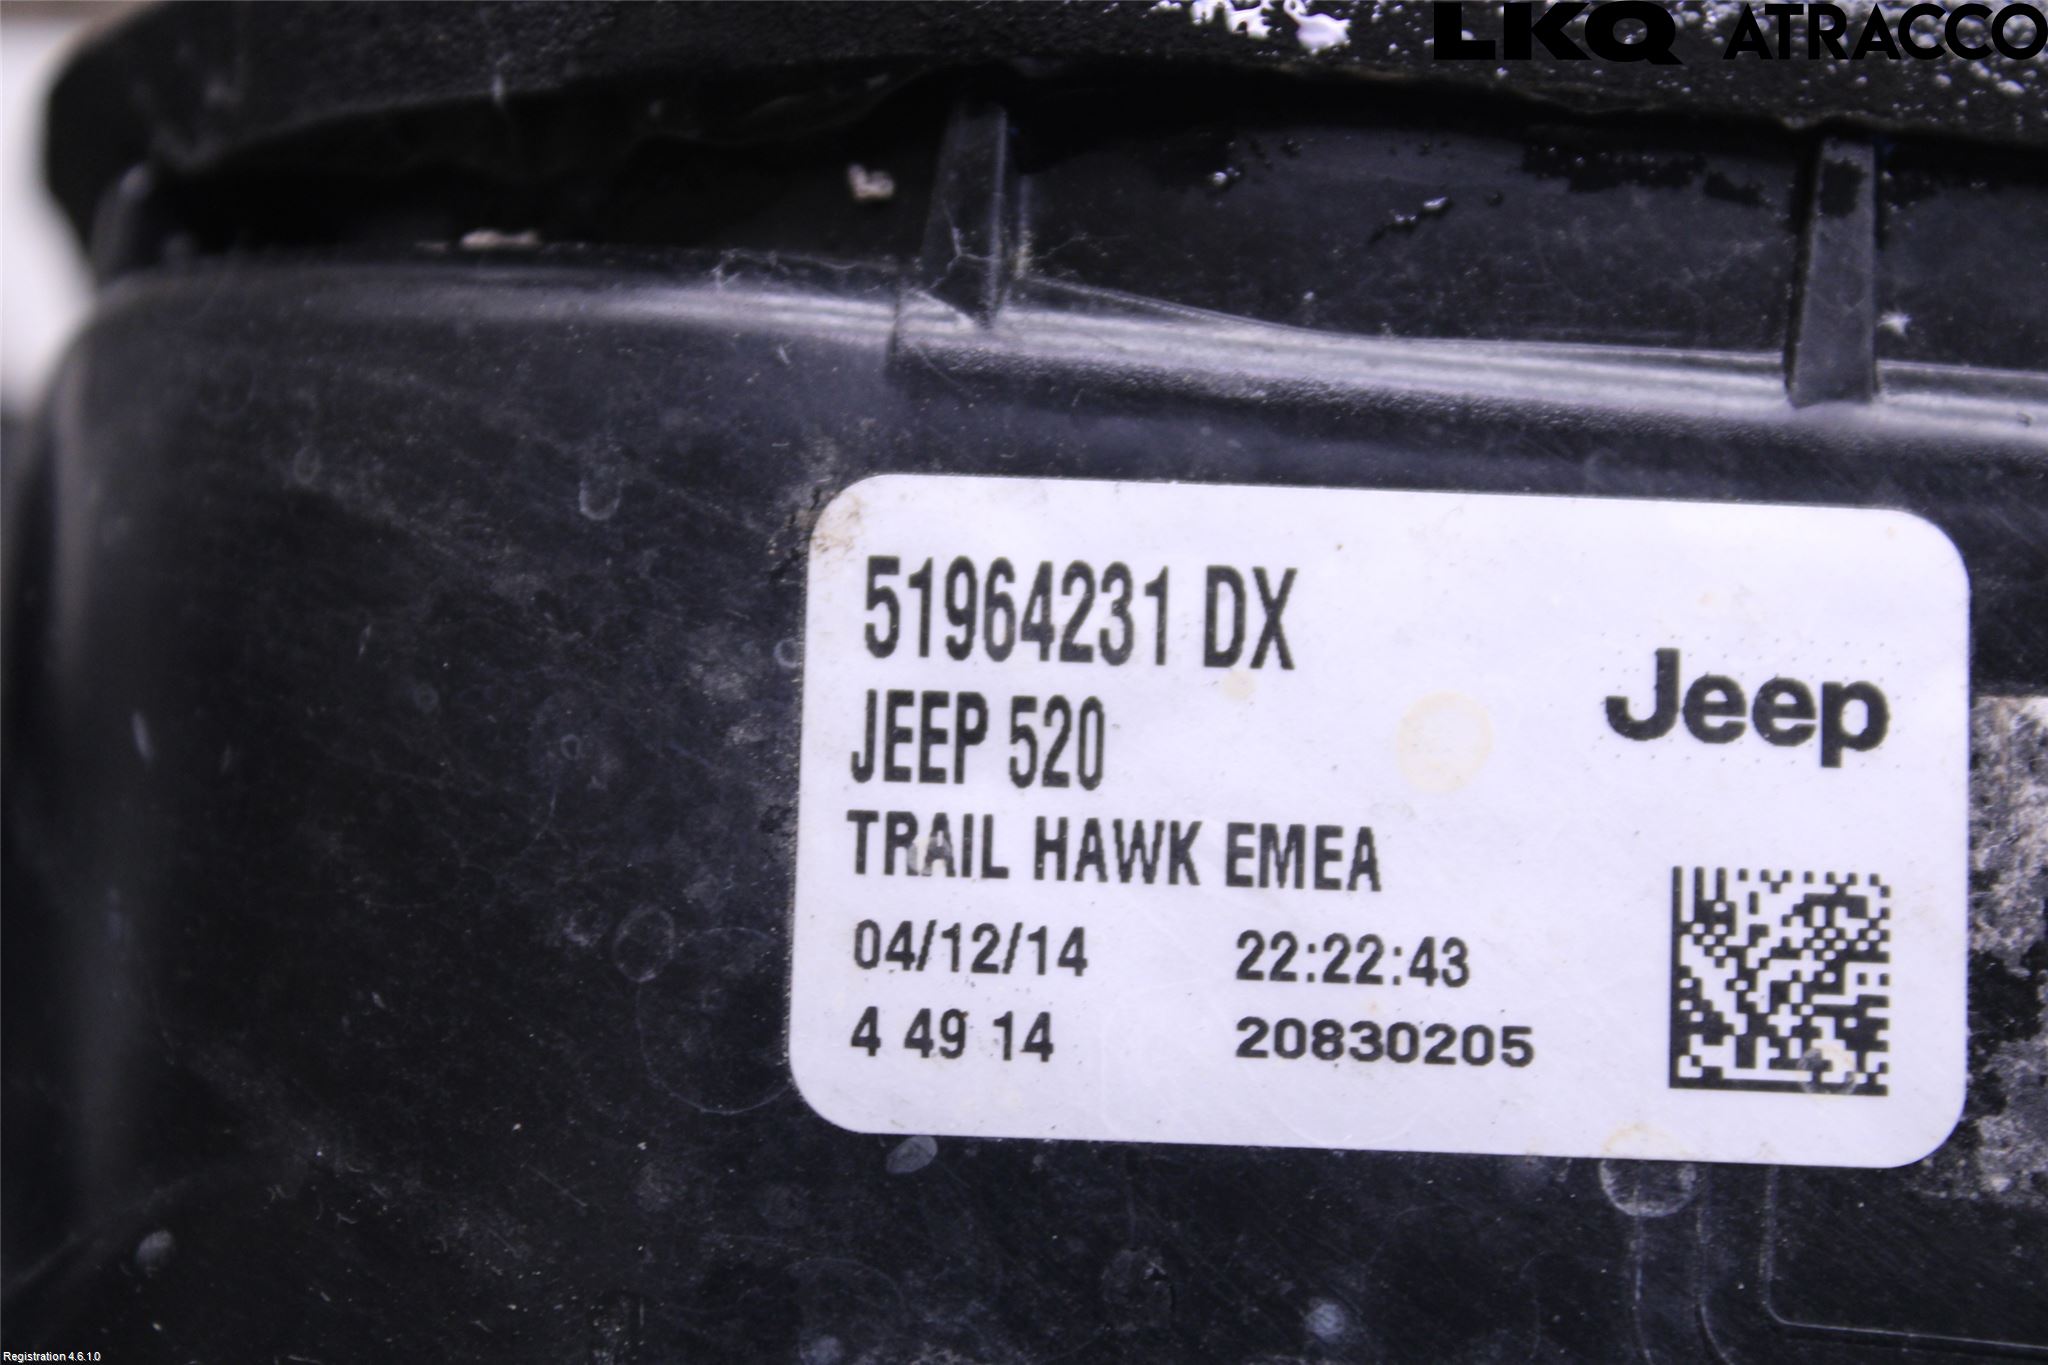 LKQ ATRACCO
51964231 DX
JEEP 520
Jeep
TRAIL HAWK EMEA
04/12/14 22:22:43
4 49 14 20830205
Registration 4.6.1.0